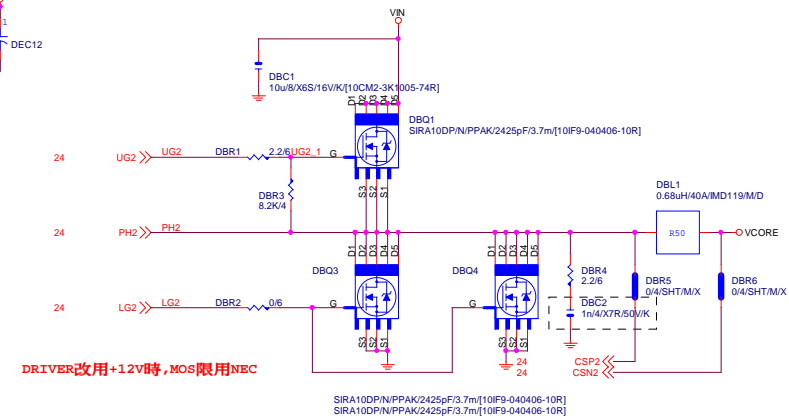 VIN
1
DEC12
DBC1
10u/8/X6S/16V/K/[10CM2-3K1005-74R]
D1 D2 D3 D4 D5
DBQ1
SIRA10DP/N/PPAK/2425pF/3.7m/[10IF9-040406-10R]
24 UG2 UG2 DBR1 2.2/6 UG2_1 G
S3 S2 S1
DBR3
8.2K/4
DBL1
0.68uH/40A/IMD119/M/D
24 PH2 PH2 R50 VCORE
D1 D2 D3 D4 D5 D1 D2 D3 D4 D5
DBQ3 DBQ4
DBR4
2.2/6
DBR5
0/4/SHT/M/X
DBR6
0/4/SHT/M/X
24 LG2 LG2 DBR2 0/6 G G
DBC2
1n/4/X7R/50V/K
S3 S2 S1 S3 S2 S1
24 CSP2
24 CSN2
DRIVER改用+12V時,MOS限用NEC
SIRA10DP/N/PPAK/2425pF/3.7m/[10IF9-040406-10R]
SIRA10DP/N/PPAK/2425pF/3.7m/[10IF9-040406-10R]